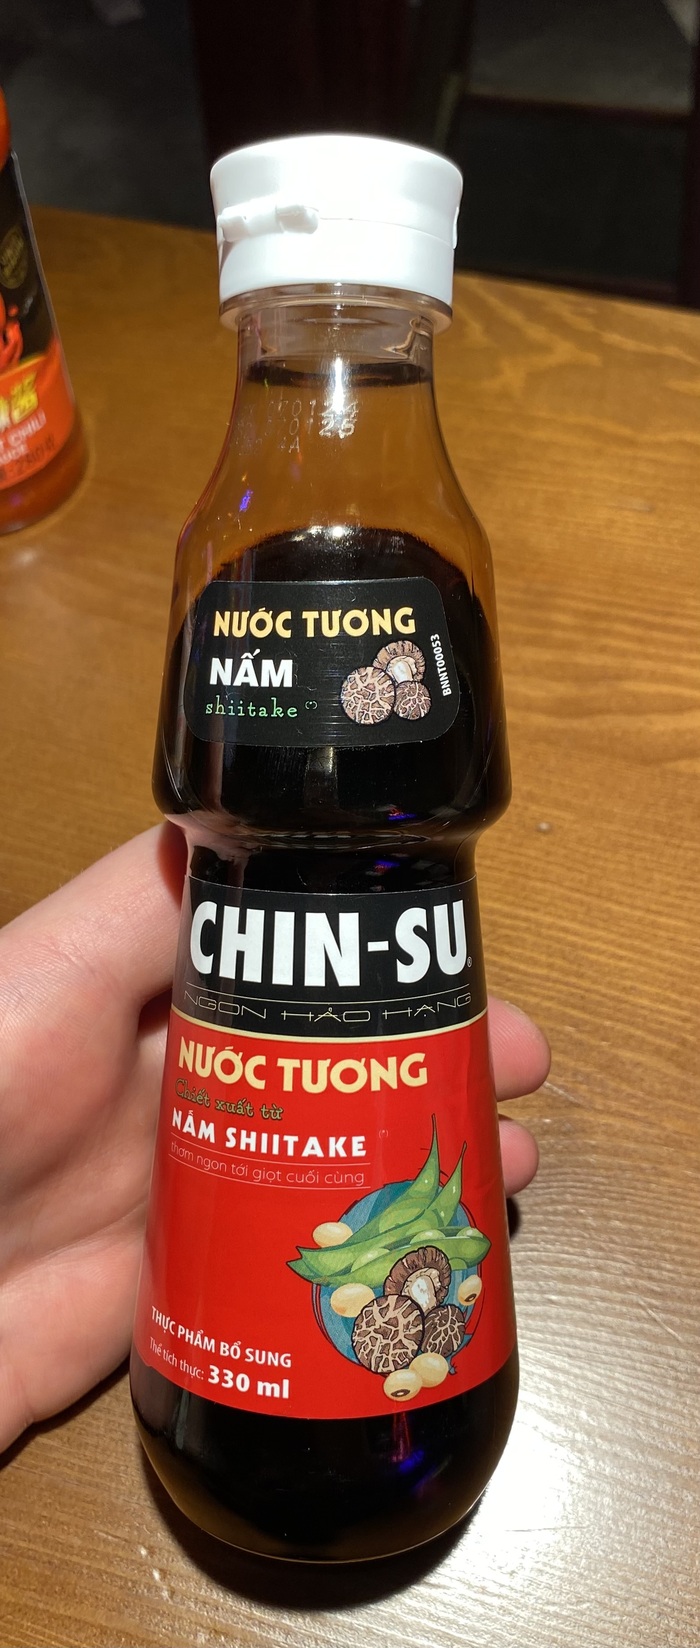 NƯỚC TƯƠNG
NẤM
shiitake (*)
BNNT00053
CHIN-SU®
NGON HẢO HẠNG
NƯỚC TƯƠNG
Chiết xuất từ
NẤM SHIITAKE (*)
thơm ngon tới giọt cuối cùng
THỰC PHẨM BỔ SUNG
Thể tích thực: 330 ml